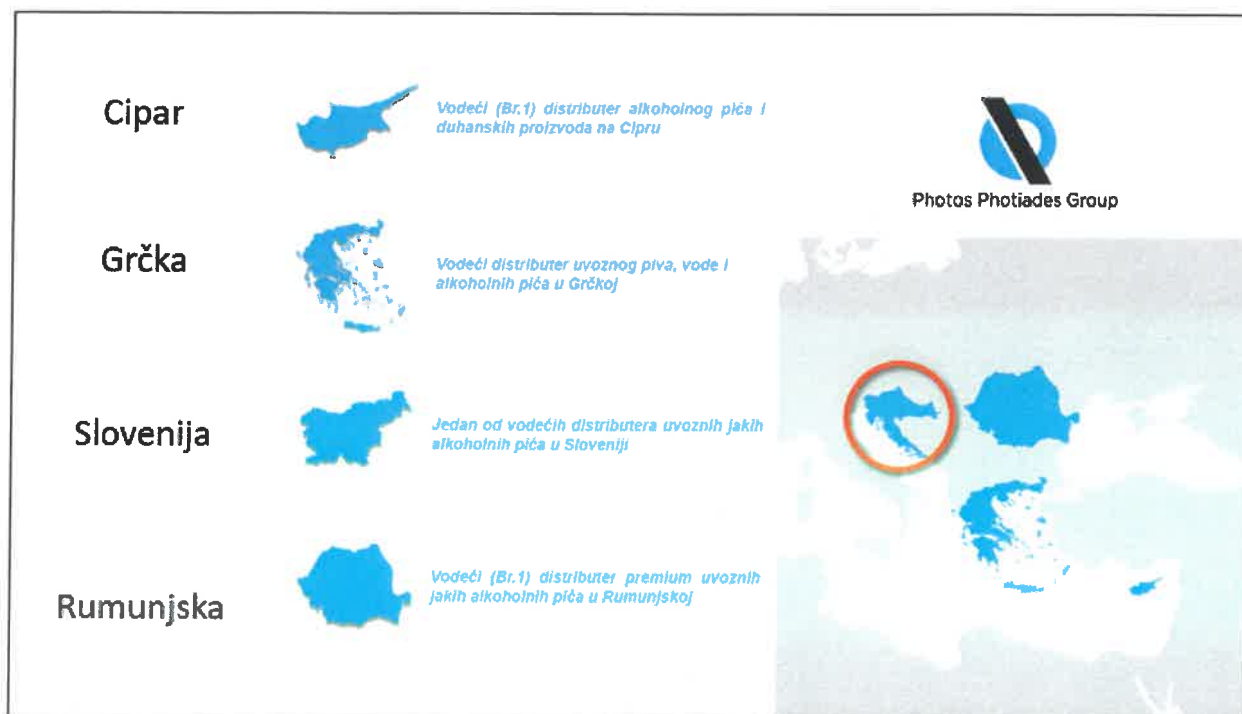 Cipar
Vodeći (Br.1) distributer alkoholnog pića i
duhanskih proizvoda na Cipru
Photos Photiades Group
Grčka
Vodeći distributer uvoznog piva, vode i
alkoholnih pića u Grčkoj
Slovenija
Jedan od vodećih distributera uvoznih jakih
alkoholnih pića u Sloveniji
Rumunjska
Vodeći (Br.1) distributer premium uvoznih
jakih alkoholnih pića u Rumunjskoj